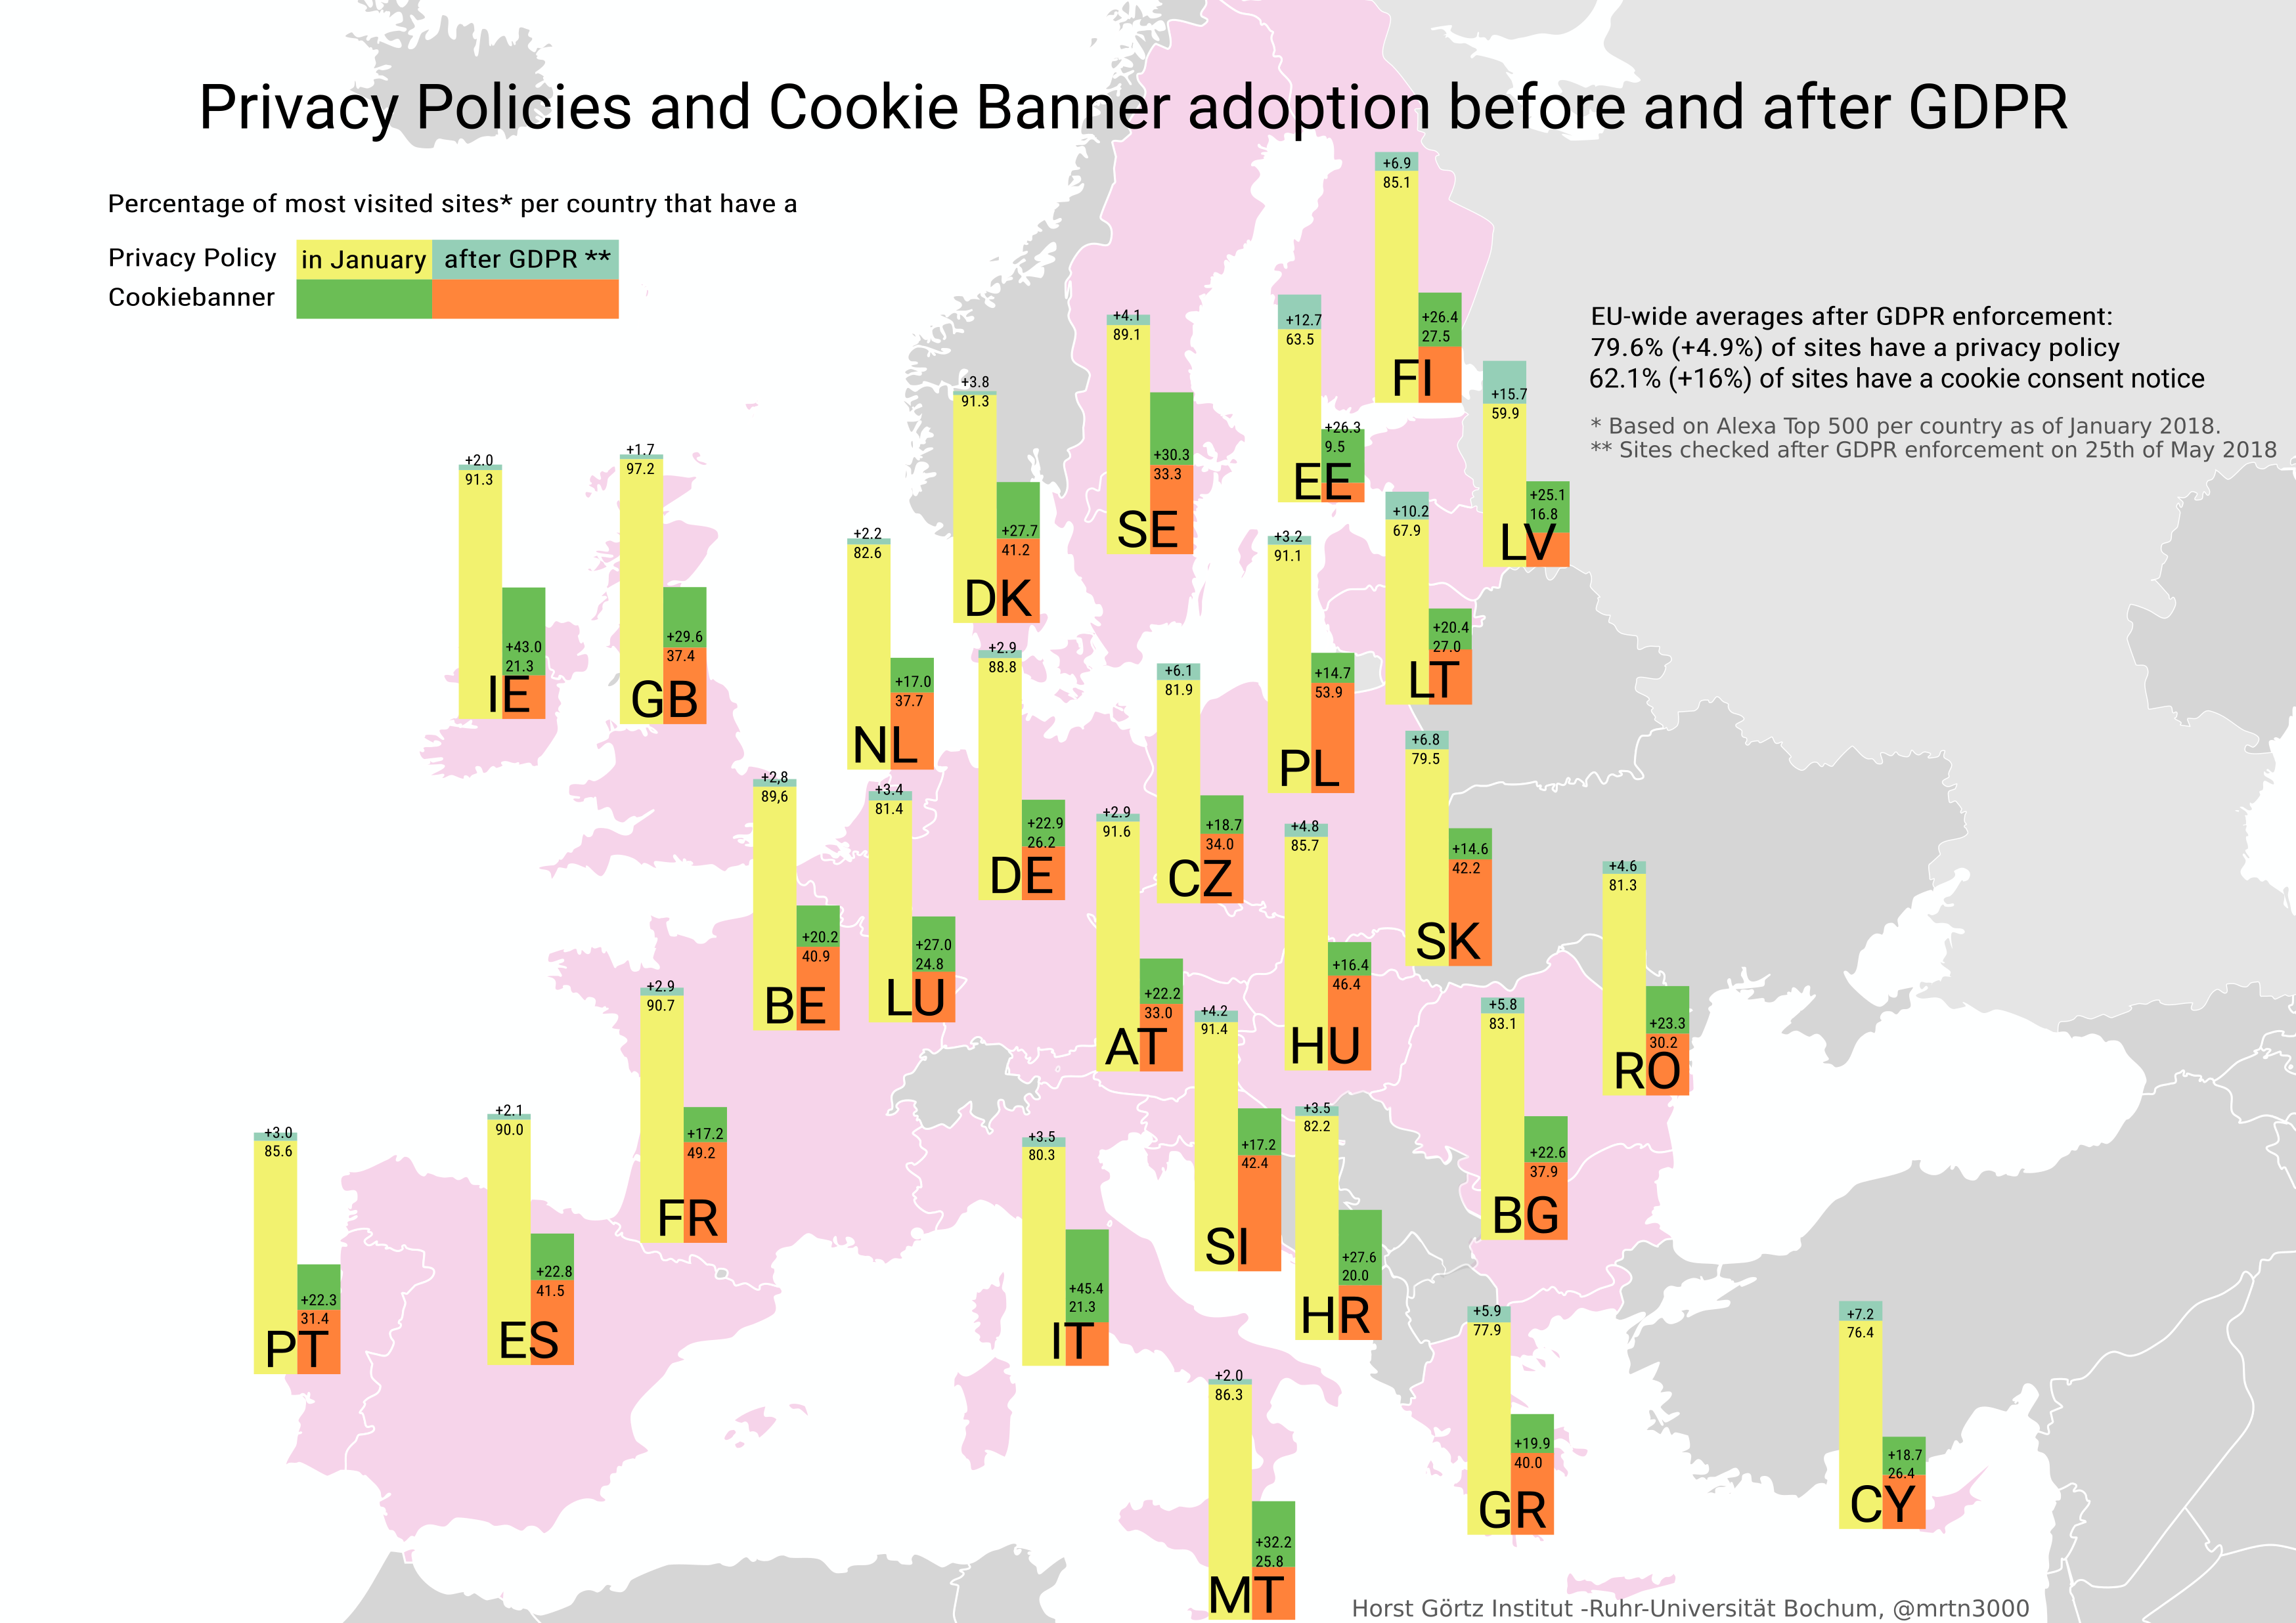 Privacy Policies and Cookie Banner adoption before and after GDPR
Percentage of most visited sites* per country that have a
Privacy Policy in January after GDPR **
Cookiebanner
EU-wide averages after GDPR enforcement:
79.6% (+4.9%) of sites have a privacy policy
62.1% (+16%) of sites have a cookie consent notice
* Based on Alexa Top 500 per country as of January 2018.
** Sites checked after GDPR enforcement on 25th of May 2018
+6.9
85.1
+26.4
27.5
FI
+4.1
89.1
+30.3
33.3
SE
+12.7
63.5
+26.3
9.5
EE
+15.7
59.9
+25.1
16.8
LV
+3.8
91.3
+27.7
41.2
DK
+2.0
91.3
+43.0
21.3
IE
+1.7
97.2
+29.6
37.4
GB
+2.2
82.6
+17.0
37.7
NL
+10.2
67.9
+20.4
27.0
LT
+3.2
91.1
+14.7
53.9
PL
+2.9
88.8
+22.9
26.2
DE
+6.1
81.9
+18.7
34.0
CZ
+6.8
79.5
+14.6
42.2
SK
+2,8
89,6
+20.2
40.9
BE
+3.4
81.4
+27.0
24.8
LU
+2.9
91.6
+22.2
33.0
AT
+4.8
85.7
+16.4
46.4
HU
+4.6
81.3
+23.3
30.2
RO
+2.9
90.7
+17.2
49.2
FR
+4.2
91.4
+17.2
42.4
SI
+5.8
83.1
+22.6
37.9
BG
+3.0
85.6
+22.3
31.4
PT
+2.1
90.0
+22.8
41.5
ES
+3.5
80.3
+45.4
21.3
IT
+3.5
82.2
+27.6
20.0
HR
+5.9
77.9
+19.9
40.0
GR
+7.2
76.4
+18.7
26.4
CY
+2.0
86.3
+32.2
25.8
MT
Horst Görtz Institut -Ruhr-Universität Bochum, @mrtn3000